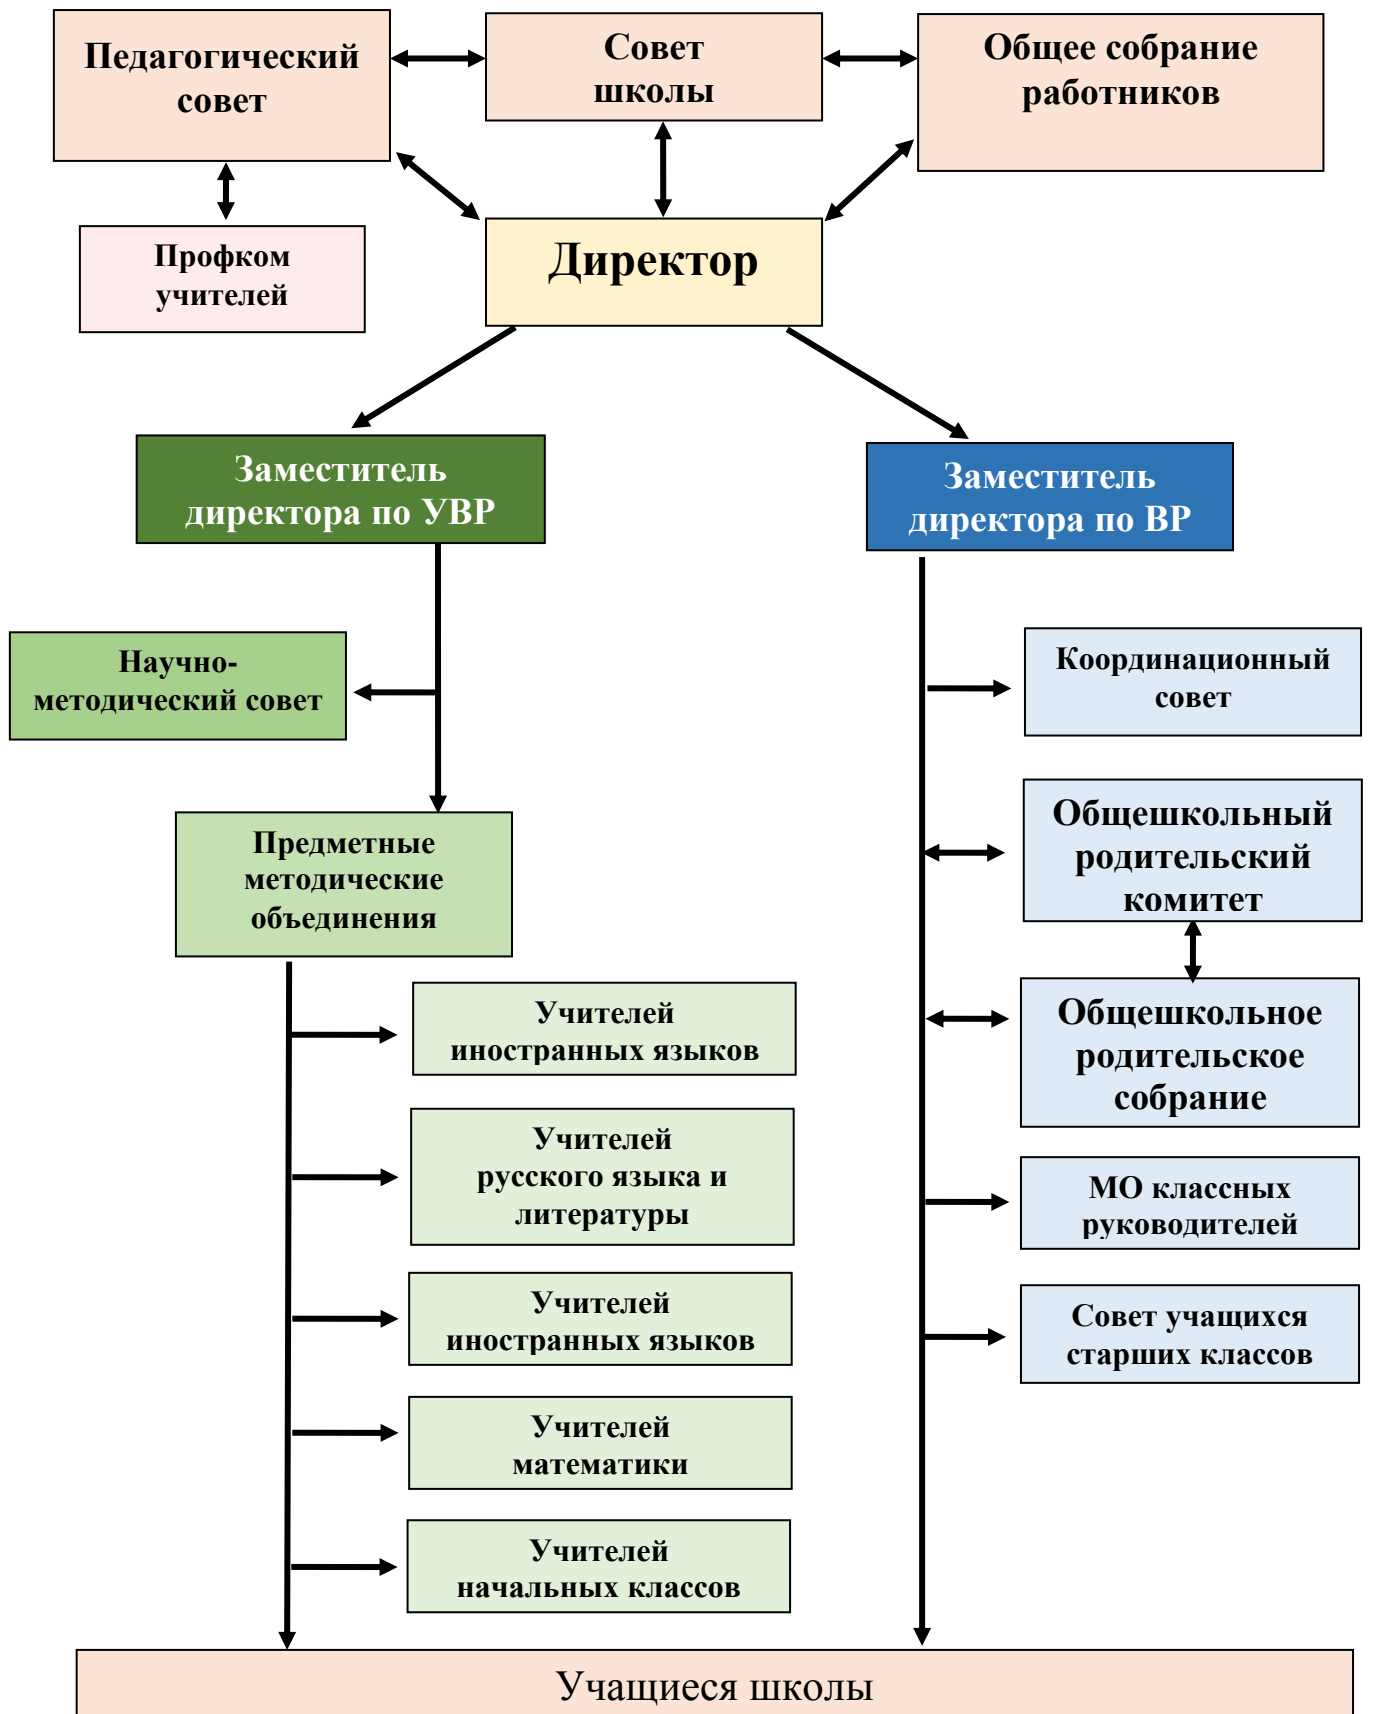 Педагогический
совет
Совет
школы
Общее собрание
работников
Профком
учителей
Директор
Заместитель
директора по УВР
Заместитель
директора по ВР
Научно-
методический совет
Предметные
методические
объединения
Учителей
иностранных языков
Учителей
русского языка и
литературы
Учителей
иностранных языков
Учителей
математики
Учителей
начальных классов
Координационный
совет
Общешкольный
родительский
комитет
Общешкольное
родительское
собрание
МО классных
руководителей
Совет учащихся
старших классов
Учащиеся школы